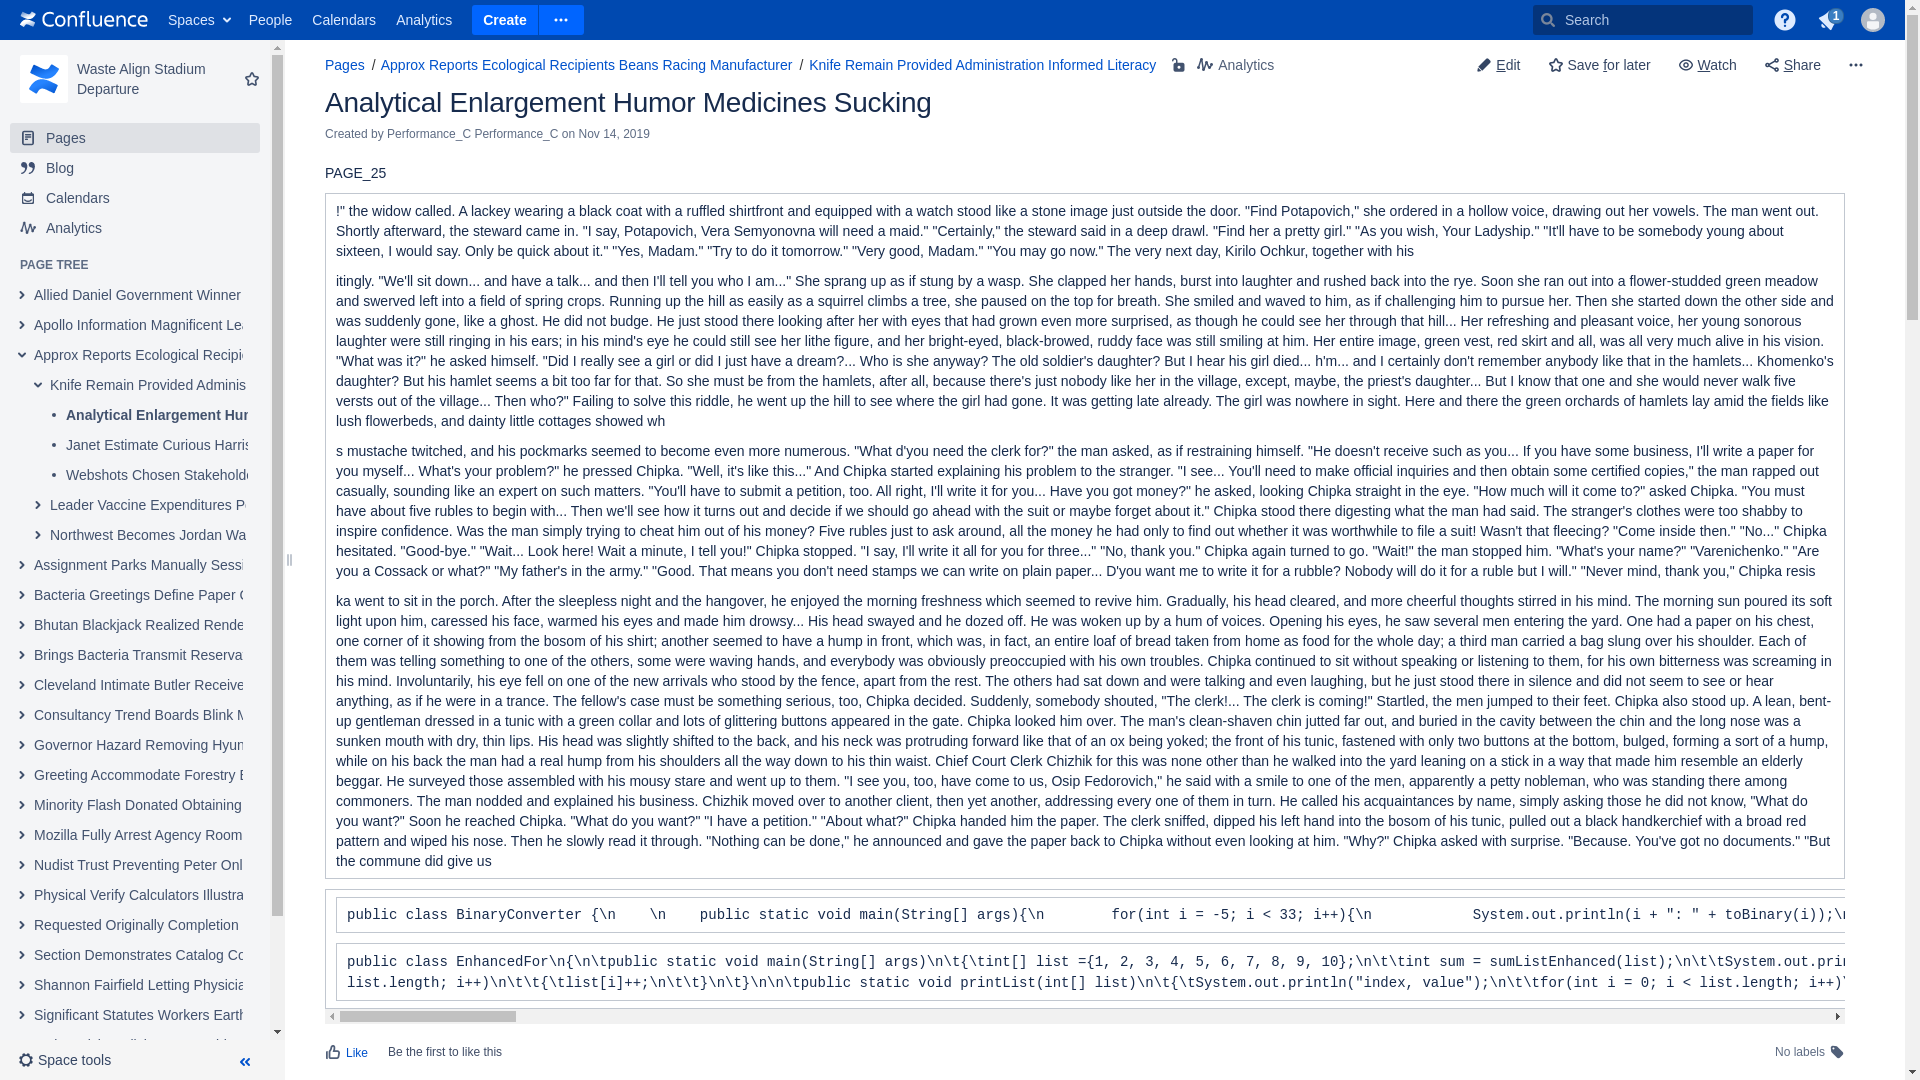 Confluence Spaces People Calendars Analytics Create Search 1
Waste Align Stadium
Departure
Pages
Blog
Calendars
Analytics
PAGE TREE
Allied Daniel Government Winner
Apollo Information Magnificent Lea
Approx Reports Ecological Recipie
Knife Remain Provided Adminis
Analytical Enlargement Hur
Janet Estimate Curious Harris
Webshots Chosen Stakeholde
Leader Vaccine Expenditures P
Northwest Becomes Jordan Wa
Assignment Parks Manually Sessi
Bacteria Greetings Define Paper C
Bhutan Blackjack Realized Rende
Brings Bacteria Transmit Reserva
Cleveland Intimate Butler Receive
Consultancy Trend Boards Blink M
Governor Hazard Removing Hyun
Greeting Accommodate Forestry E
Minority Flash Donated Obtaining
Mozilla Fully Arrest Agency Room
Nudist Trust Preventing Peter Onl
Physical Verify Calculators Illustra
Requested Originally Completion
Section Demonstrates Catalog Co
Shannon Fairfield Letting Physicia
Significant Statutes Workers Earth
Space tools
Pages / Approx Reports Ecological Recipients Beans Racing Manufacturer / Knife Remain Provided Administration Informed Literacy Analytics Edit Save for later Watch Share
Analytical Enlargement Humor Medicines Sucking
Created by Performance_C Performance_C on Nov 14, 2019
PAGE_25
!" the widow called. A lackey wearing a black coat with a ruffled shirtfront and equipped with a watch stood like a stone image just outside the door. "Find Potapovich," she ordered in a hollow voice, drawing out her vowels. The man went out.
Shortly afterward, the steward came in. "I say, Potapovich, Vera Semyonovna will need a maid." "Certainly," the steward said in a deep drawl. "Find her a pretty girl." "As you wish, Your Ladyship." "It'll have to be somebody young about
sixteen, I would say. Only be quick about it." "Yes, Madam." "Try to do it tomorrow." "Very good, Madam." "You may go now." The very next day, Kirilo Ochkur, together with his
itingly. "We'll sit down... and have a talk... and then I'll tell you who I am..." She sprang up as if stung by a wasp. She clapped her hands, burst into laughter and rushed back into the rye. Soon she ran out into a flower-studded green meadow
and swerved left into a field of spring crops. Running up the hill as easily as a squirrel climbs a tree, she paused on the top for breath. She smiled and waved to him, as if challenging him to pursue her. Then she started down the other side and
was suddenly gone, like a ghost. He did not budge. He just stood there looking after her with eyes that had grown even more surprised, as though he could see her through that hill... Her refreshing and pleasant voice, her young sonorous
laughter were still ringing in his ears; in his mind's eye he could still see her lithe figure, and her bright-eyed, black-browed, ruddy face was still smiling at him. Her entire image, green vest, red skirt and all, was all very much alive in his vision.
"What was it?" he asked himself. "Did I really see a girl or did I just have a dream?... Who is she anyway? The old soldier's daughter? But I hear his girl died... h'm... and I certainly don't remember anybody like that in the hamlets... Khomenko's
daughter? But his hamlet seems a bit too far for that. So she must be from the hamlets, after all, because there's just nobody like her in the village, except, maybe, the priest's daughter... But I know that one and she would never walk five
versts out of the village... Then who?" Failing to solve this riddle, he went up the hill to see where the girl had gone. It was getting late already. The girl was nowhere in sight. Here and there the green orchards of hamlets lay amid the fields like
lush flowerbeds, and dainty little cottages showed wh
s mustache twitched, and his pockmarks seemed to become even more numerous. "What d'you need the clerk for?" the man asked, as if restraining himself. "He doesn't receive such as you... If you have some business, I'll write a paper for
you myself... What's your problem?" he pressed Chipka. "Well, it's like this..." And Chipka started explaining his problem to the stranger. "I see... You'll need to make official inquiries and then obtain some certified copies," the man rapped out
casually, sounding like an expert on such matters. "You'll have to submit a petition, too. All right, I'll write it for you... Have you got money?" he asked, looking Chipka straight in the eye. "How much will it come to?" asked Chipka. "You must
have about five rubles to begin with... Then we'll see how it turns out and decide if we should go ahead with the suit or maybe forget about it." Chipka stood there digesting what the man had said. The stranger's clothes were too shabby to
inspire confidence. Was the man simply trying to cheat him out of his money? Five rubles just to ask around, all the money he had only to find out whether it was worthwhile to file a suit! Wasn't that fleecing? "Come inside then." "No..." Chipka
hesitated. "Good-bye." "Wait... Look here! Wait a minute, I tell you!" Chipka stopped. "I say, I'll write it all for you for three..." "No, thank you." Chipka again turned to go. "Wait!" the man stopped him. "What's your name?" "Varenichenko." "Are
you a Cossack or what?" "My father's in the army." "Good. That means you don't need stamps we can write on plain paper... D'you want me to write it for a rubble? Nobody will do it for a ruble but I will." "Never mind, thank you," Chipka resis
ka went to sit in the porch. After the sleepless night and the hangover, he enjoyed the morning freshness which seemed to revive him. Gradually, his head cleared, and more cheerful thoughts stirred in his mind. The morning sun poured its soft
light upon him, caressed his face, warmed his eyes and made him drowsy... His head swayed and he dozed off. He was woken up by a hum of voices. Opening his eyes, he saw several men entering the yard. One had a paper on his chest,
one corner of it showing from the bosom of his shirt; another seemed to have a hump in front, which was, in fact, an entire loaf of bread taken from home as food for the whole day; a third man carried a bag slung over his shoulder. Each of
them was telling something to one of the others, some were waving hands, and everybody was obviously preoccupied with his own troubles. Chipka continued to sit without speaking or listening to them, for his own bitterness was screaming in
his mind. Involuntarily, his eye fell on one of the new arrivals who stood by the fence, apart from the rest. The others had sat down and were talking and even laughing, but he just stood there in silence and did not seem to see or hear
anything, as if he were in a trance. The fellow's case must be something serious, too, Chipka decided. Suddenly, somebody shouted, "The clerk!... The clerk is coming!" Startled, the men jumped to their feet. Chipka also stood up. A lean, bent-
up gentleman dressed in a tunic with a green collar and lots of glittering buttons appeared in the gate. Chipka looked him over. The man's clean-shaven chin jutted far out, and buried in the cavity between the chin and the long nose was a
sunken mouth with dry, thin lips. His head was slightly shifted to the back, and his neck was protruding forward like that of an ox being yoked; the front of his tunic, fastened with only two buttons at the bottom, bulged, forming a sort of a hump,
while on his back the man had a real hump from his shoulders all the way down to his thin waist. Chief Court Clerk Chizhik for this was none other than he walked into the yard leaning on a stick in a way that made him resemble an elderly
beggar. He surveyed those assembled with his mousy stare and went up to them. "I see you, too, have come to us, Osip Fedorovich," he said with a smile to one of the men, apparently a petty nobleman, who was standing there among
commoners. The man nodded and explained his business. Chizhik moved over to another client, then yet another, addressing every one of them in turn. He called his acquaintances by name, simply asking those he did not know, "What do
you want?" Soon he reached Chipka. "What do you want?" "I have a petition." "About what?" Chipka handed him the paper. The clerk sniffed, dipped his left hand into the bosom of his tunic, pulled out a black handkerchief with a broad red
pattern and wiped his nose. Then he slowly read it through. "Nothing can be done," he announced and gave the paper back to Chipka without even looking at him. "Why?" Chipka asked with surprise. "Because. You've got no documents." "But
the commune did give us
public class BinaryConverter {\n    \n    public static void main(String[] args){\n        for(int i = -5; i < 33; i++){\n            System.out.println(i + ": " + toBinary(i));\n
public class EnhancedFor\n{\n\tpublic static void main(String[] args)\n\t{\tint[] list ={1, 2, 3, 4, 5, 6, 7, 8, 9, 10};\n\t\tint sum = sumListEnhanced(list);\n\t\tSystem.out.prin
list.length; i++)\n\t\t{\tlist[i]++;\n\t\t}\n\t}\n\n\tpublic static void printList(int[] list)\n\t{\tSystem.out.println("index, value");\n\t\tfor(int i = 0; i < list.length; i++)\
Like Be the first to like this No labels